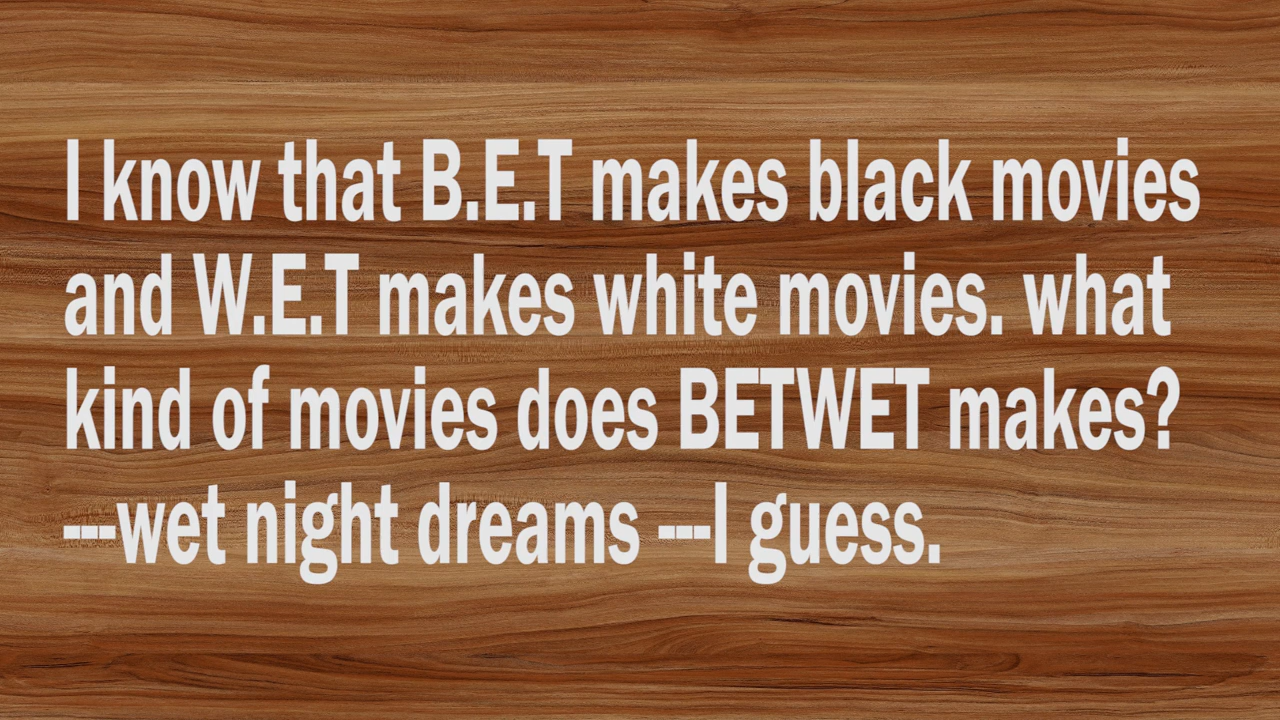 I know that B.E.T makes black movies
and W.E.T makes white movies. what
kind of movies does BETWET makes?
---wet night dreams ---I guess.